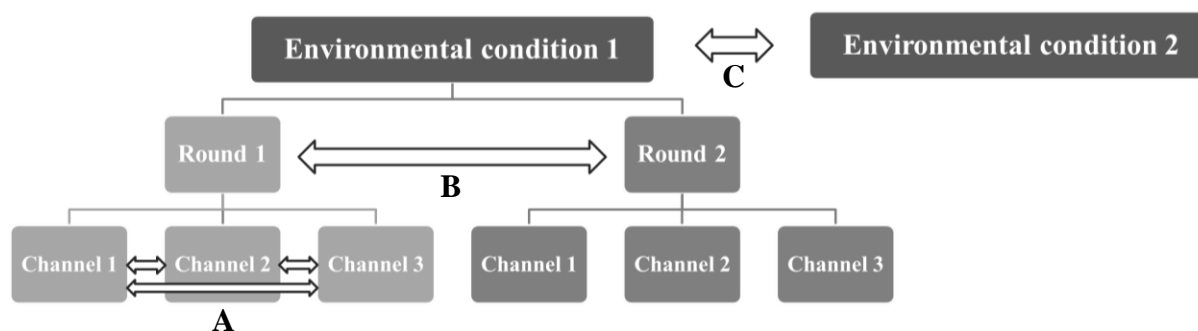 Environmental condition 1
Environmental condition 2
C
Round 1
Round 2
B
Channel 1
Channel 2
Channel 3
Channel 1
Channel 2
Channel 3
A